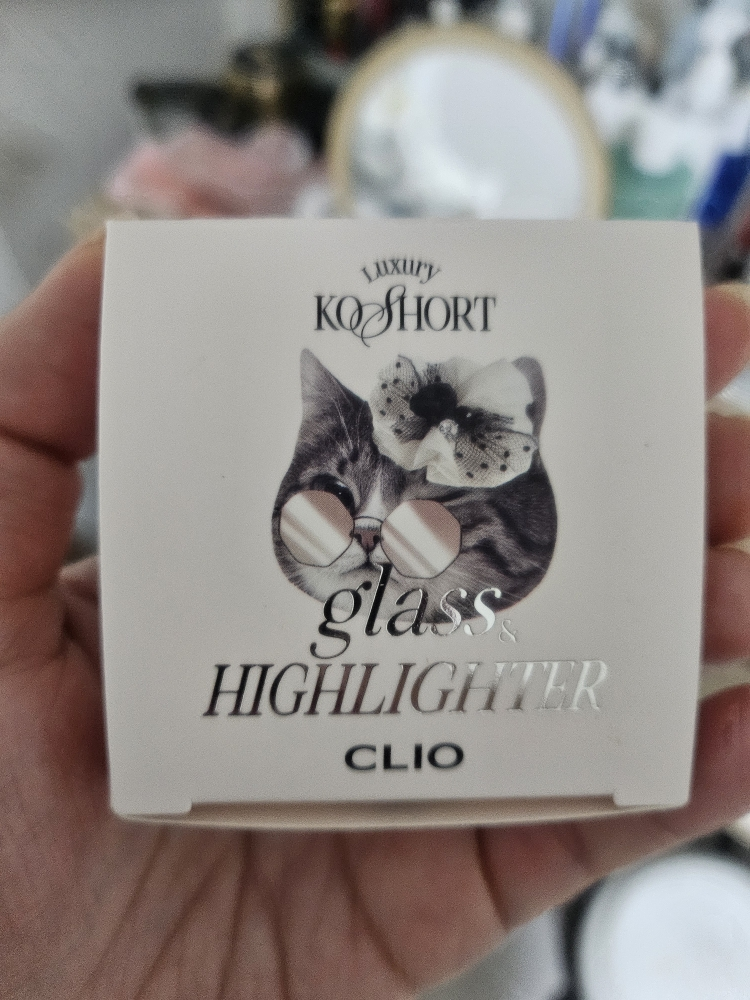 Luxury
KOSHORT
glass &
HIGHLIGHTER
CLIO